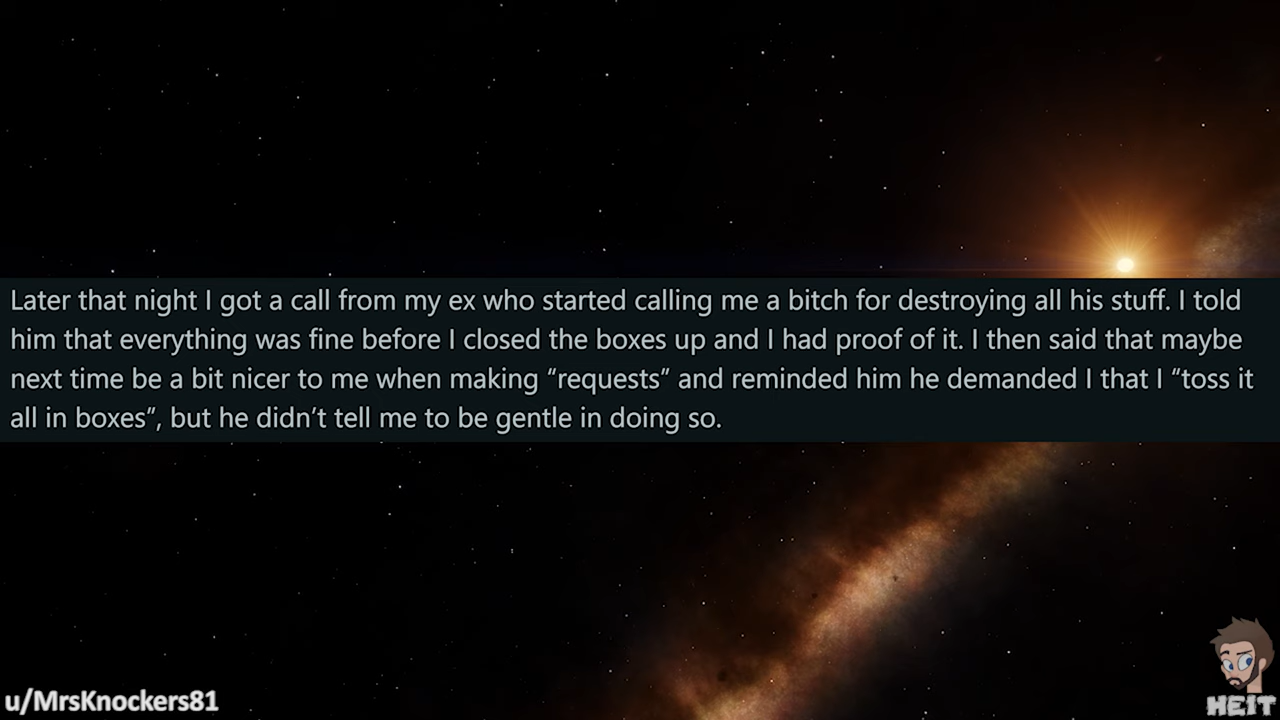 Later that night I got a call from my ex who started calling me a bitch for destroying all his stuff. I told
him that everything was fine before I closed the boxes up and I had proof of it. I then said that maybe
next time be a bit nicer to me when making “requests” and reminded him he demanded I that I “toss it
all in boxes”, but he didn’t tell me to be gentle in doing so.
u/MrsKnockers81
HEIT